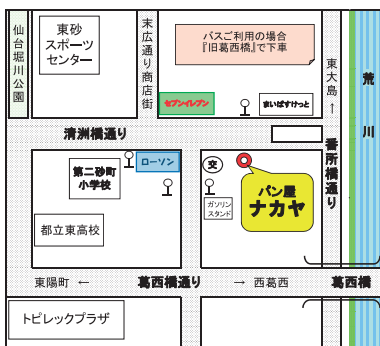 仙台堀川公園
東砂
スポーツ
センター
末広通り商店街
バスご利用の場合
『旧葛西橋』で下車
セブンイレブン
まいばすけっと
東大島 ↑
荒川
清洲橋通り
番所橋通り
第二砂町
小学校
ローソン
交
ガソリン
スタンド
パン屋
ナカヤ
都立東高校
東陽町 ←
葛西橋通り
→ 西葛西
葛西橋
トピレックプラザ